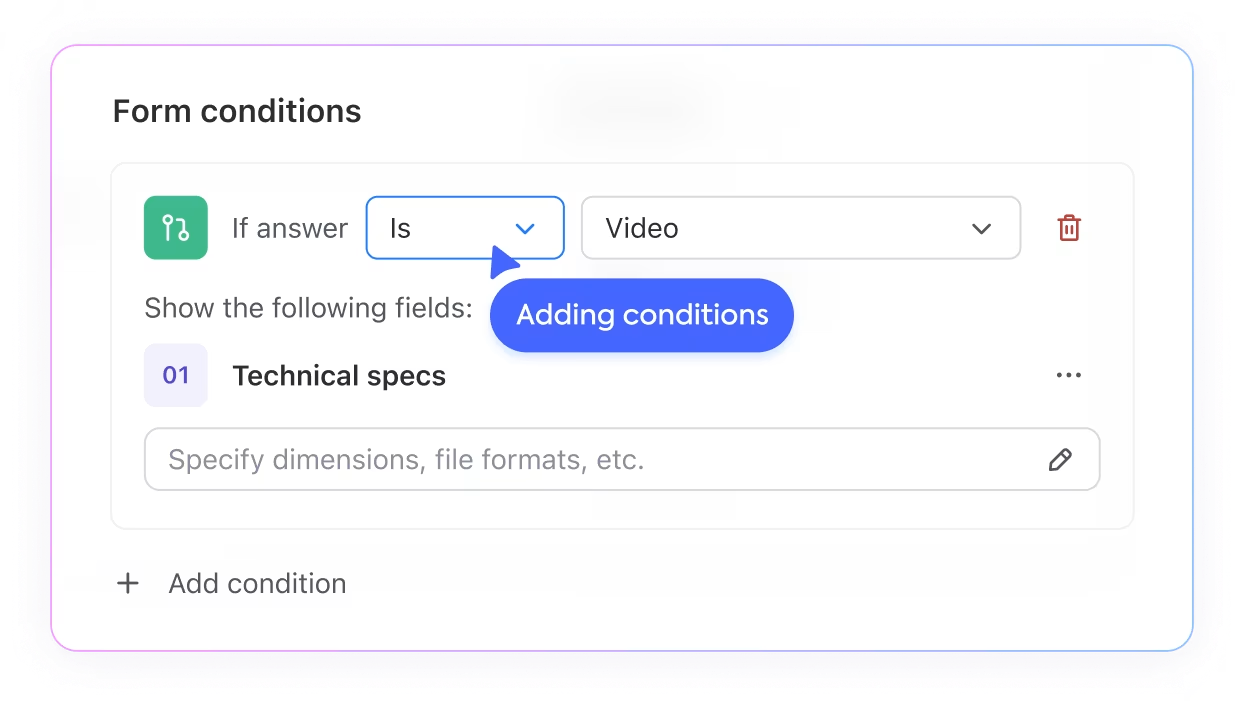 Form conditions
If answer Is Video
Show the following fields:
Adding conditions
01 Technical specs
Specify dimensions, file formats, etc.
Add condition